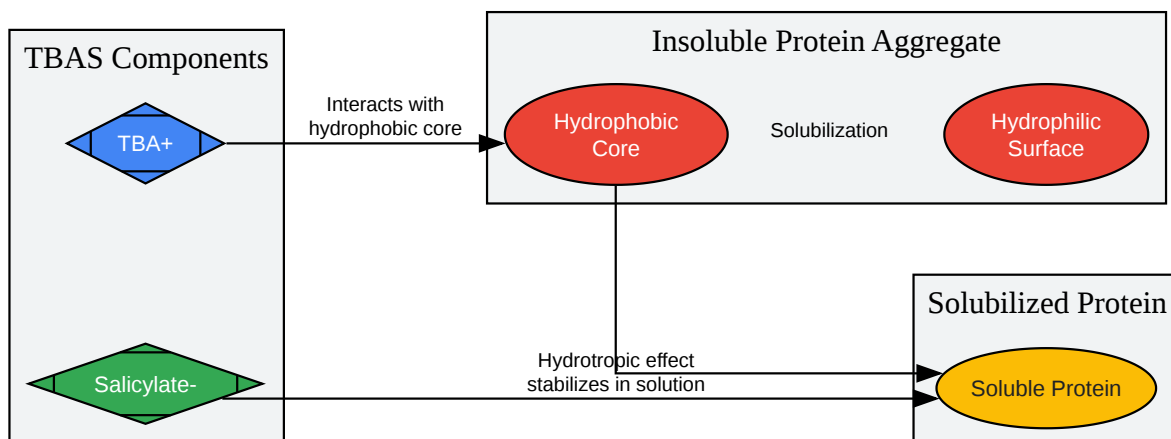 TBAS Components
TBA+
Salicylate-
Interacts with
hydrophobic core
Insoluble Protein Aggregate
Hydrophobic
Core
Solubilization
Hydrophilic
Surface
Hydrotropic effect
stabilizes in solution
Solubilized Protein
Soluble Protein